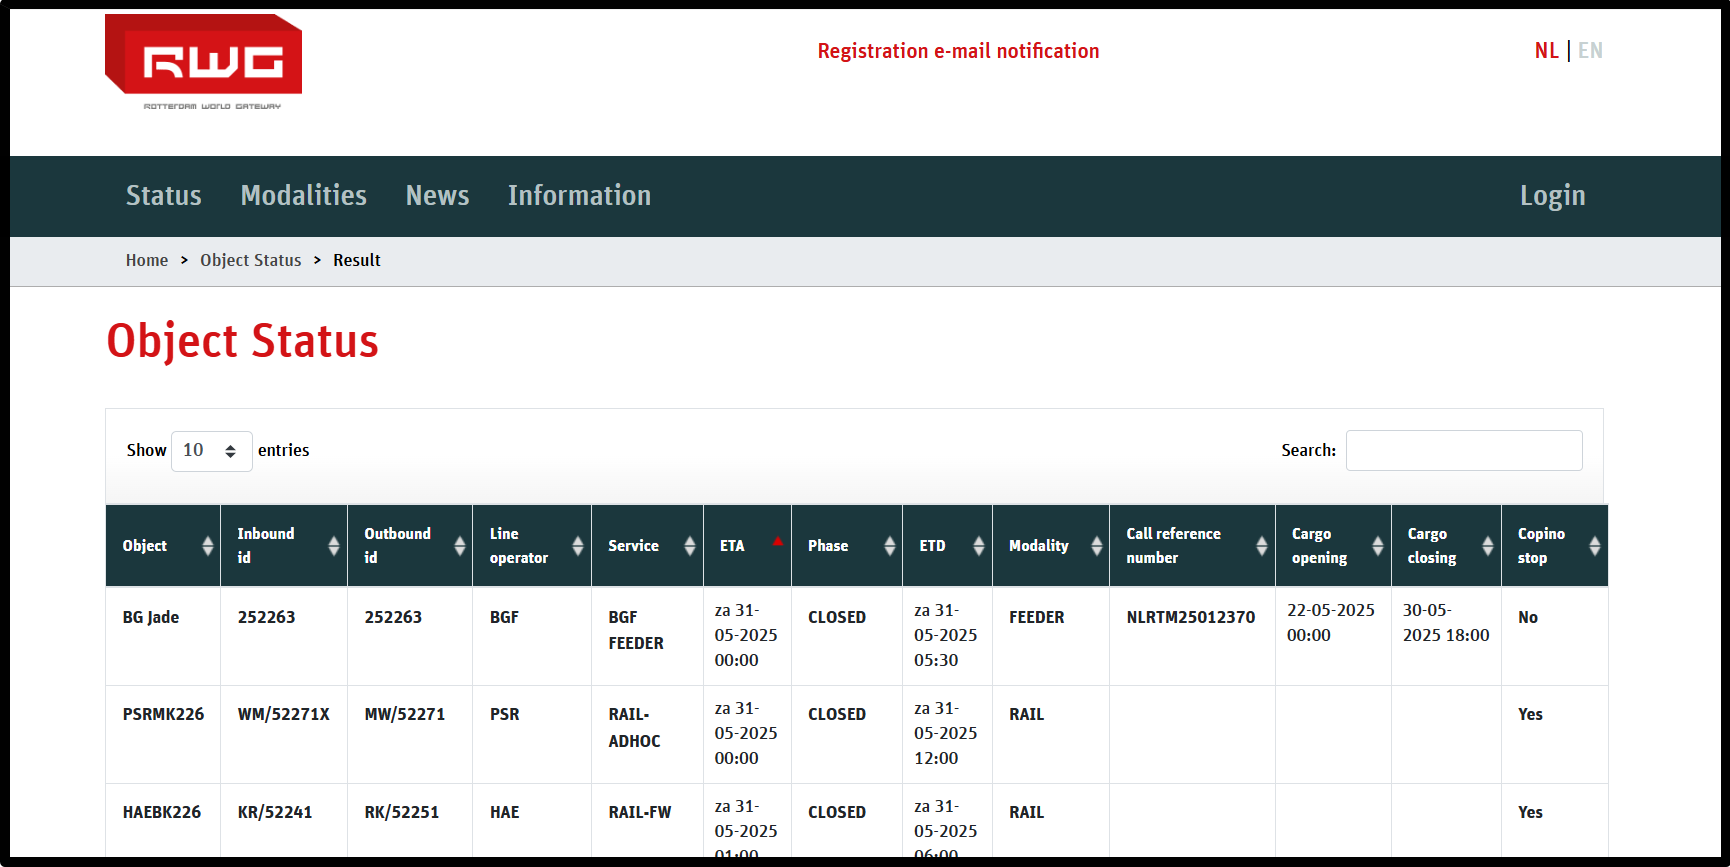 RWG
ROTTERDAM WORLD GATEWAY
Registration e-mail notification
NL | EN
Status Modalities News Information Login
Home > Object Status > Result
Object Status
Show 10 entries Search:
Object Inbound id Outbound id Line operator Service ETA Phase ETD Modality Call reference number Cargo opening Cargo closing Copino stop
BG Jade 252263 252263 BGF BGF FEEDER za 31-05-2025 00:00 CLOSED za 31-05-2025 05:30 FEEDER NLRTM25012370 22-05-2025 00:00 30-05-2025 18:00 No
PSRMK226 WM/52271X MW/52271 PSR RAIL-ADHOC za 31-05-2025 00:00 CLOSED za 31-05-2025 12:00 RAIL Yes
HAEBK226 KR/52241 RK/52251 HAE RAIL-FW za 31-05-2025 01:00 CLOSED za 31-05-2025 06:00 RAIL Yes